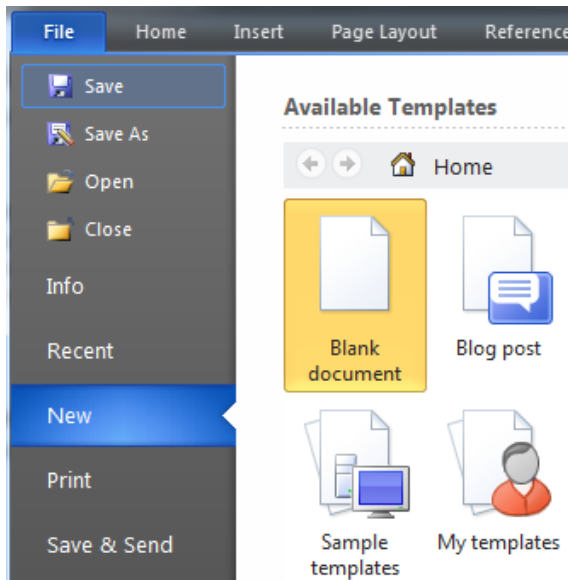 File Home Insert Page Layout Reference
Save
Save As
Open
Close
Info
Recent
New
Print
Save & Send
Available Templates
Home
Blank
document
Blog post
Sample
templates
My templates